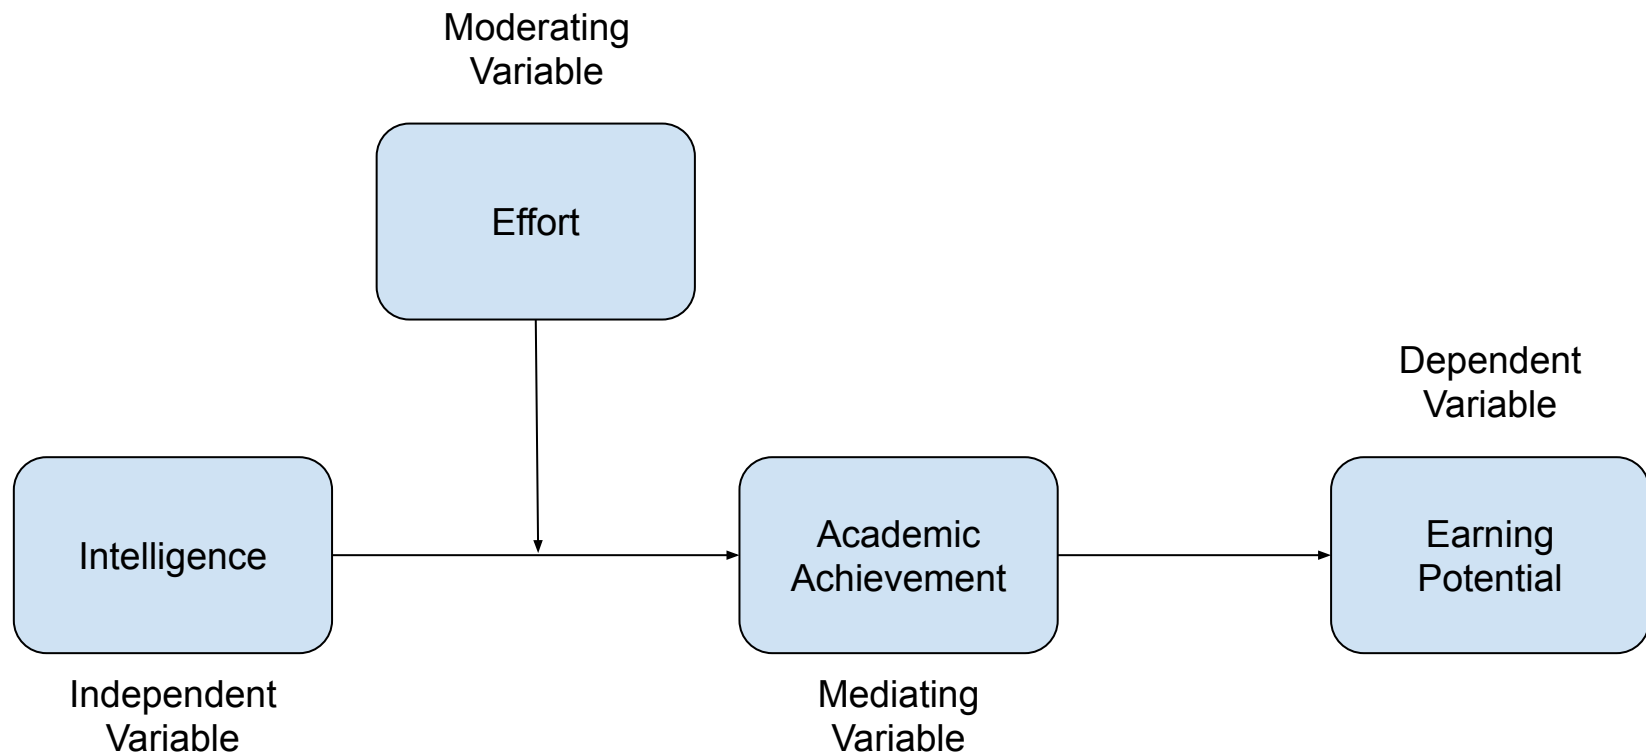 Moderating
Variable
Effort
Dependent
Variable
Intelligence
Academic
Achievement
Earning
Potential
Independent
Variable
Mediating
Variable